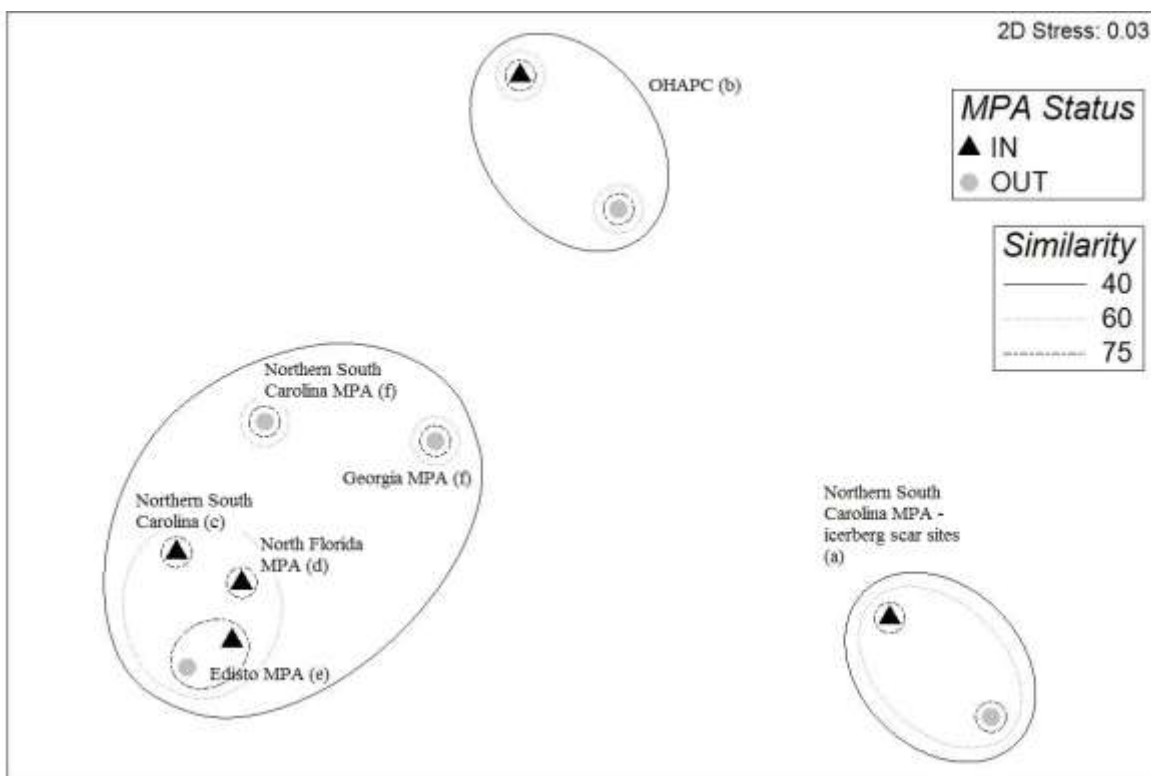 2D Stress: 0.03
OHAPC (b)
MPA Status
IN
OUT
Similarity
40
60
75
Northern South
Carolina MPA (f)
Georgia MPA (f)
Northern South
Carolina (c)
North Florida
MPA (d)
Edisto MPA (e)
Northern South
Carolina MPA -
icerberg scar sites
(a)